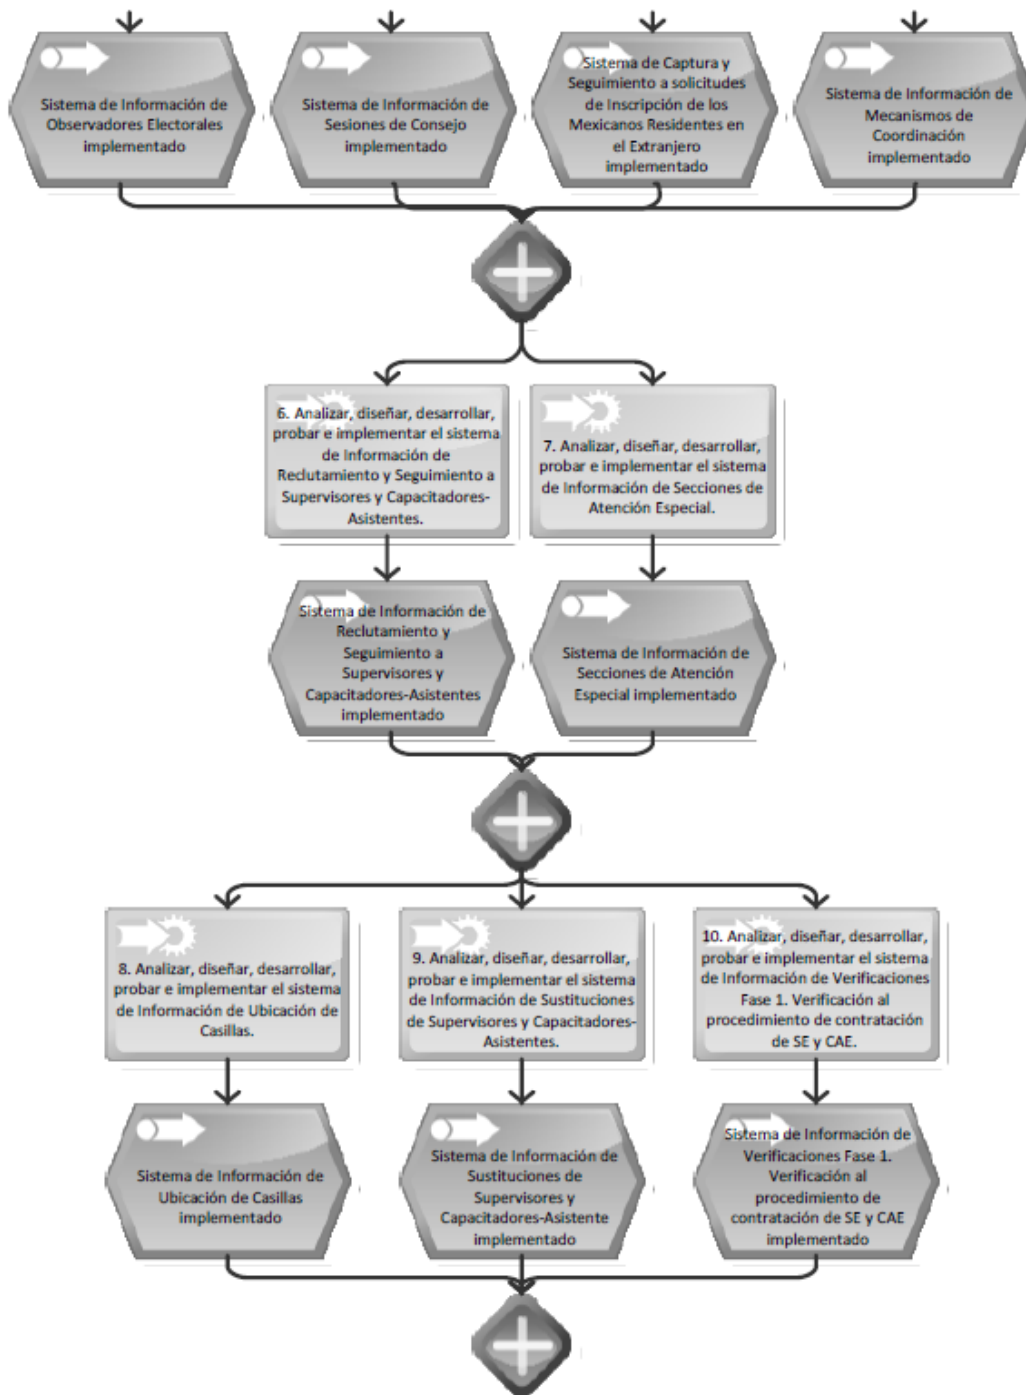 Sistema de Información de
Observadores Electorales
implementado
Sistema de Información de
Sesiones de Consejo
implementado
Sistema de Captura y
Seguimiento a solicitudes
de Inscripción de los
Mexicanos Residentes en
el Extranjero
implementado
Sistema de Información de
Mecanismos de
Coordinación
implementado
6. Analizar, diseñar, desarrollar,
probar e implementar el sistema
de Información de
Reclutamiento y Seguimiento a
Supervisores y Capacitadores-
Asistentes.
7. Analizar, diseñar, desarrollar,
probar e implementar el sistema
de Información de Secciones de
Atención Especial.
Sistema de Información de
Reclutamiento y
Seguimiento a
Supervisores y
Capacitadores-Asistentes
implementado
Sistema de Información de
Secciones de Atención
Especial implementado
8. Analizar, diseñar, desarrollar,
probar e implementar el sistema
de Información de Ubicación de
Casillas.
9. Analizar, diseñar, desarrollar,
probar e implementar el sistema
de Información de Sustituciones
de Supervisores y Capacitadores-
Asistentes.
10. Analizar, diseñar, desarrollar,
probar e implementar el sistema
de Información de Verificaciones
Fase 1. Verificación al
procedimiento de contratación
de SE y CAE.
Sistema de Información de
Ubicación de Casillas
implementado
Sistema de Información de
Sustituciones de
Supervisores y
Capacitadores-Asistente
implementado
Sistema de Información de
Verificaciones Fase 1.
Verificación al
procedimiento de
contratación de SE y CAE
implementado